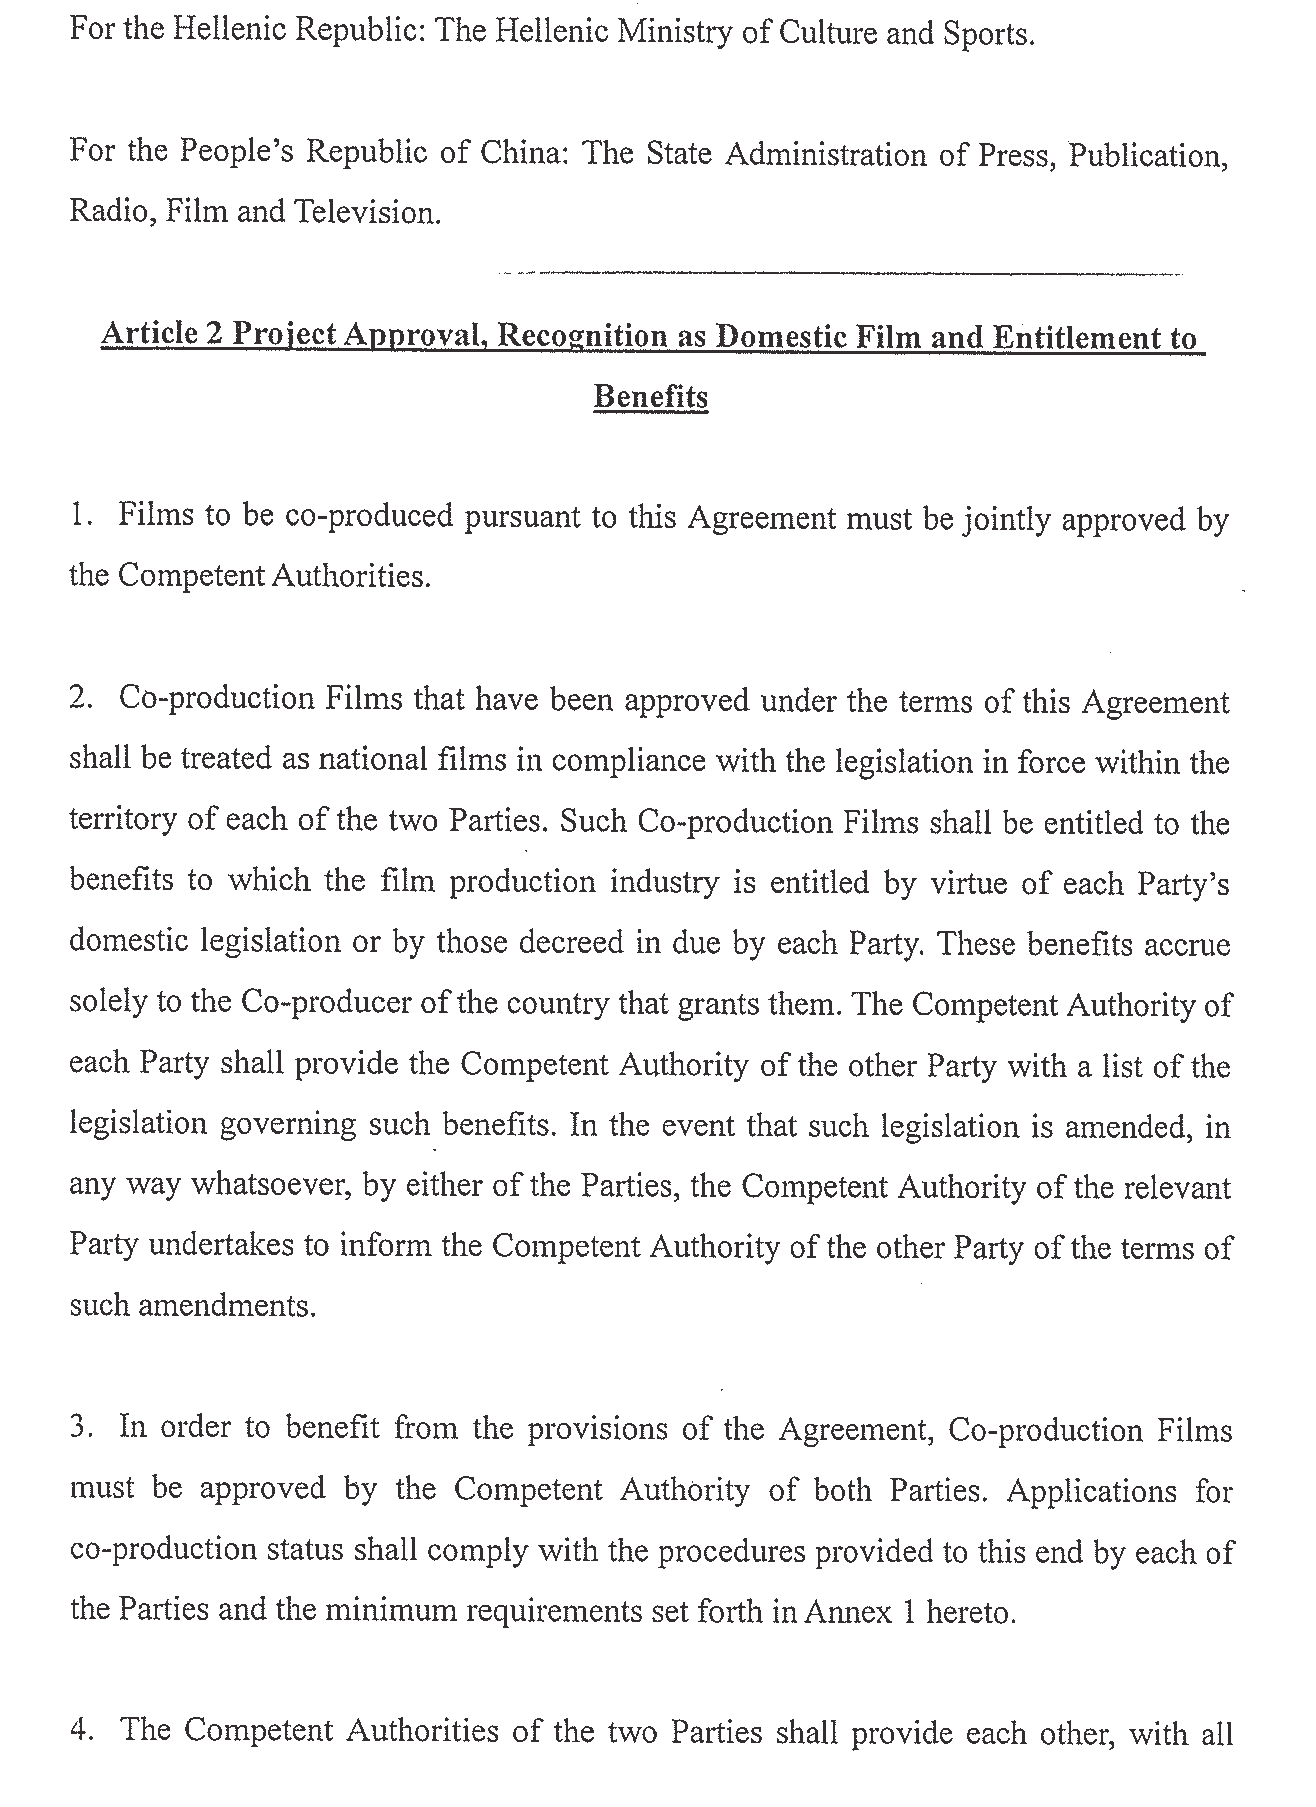 For the Hellenic Republic: The Hellenic Ministry of Culture and Sports.
For the People's Republic of China: The State Administration of Press, Publication,
Radio, Film and Television.
Article 2 Project Approval, Recognition as Domestic Film and Entitlement to
Benefits
1. Films to be co-produced pursuant to this Agreement must be jointly approved by
the Competent Authorities.
2. Co-production Films that have been approved under the terms of this Agreement
shall be treated as national films in compliance with the legislation in force within the
territory of each of the two Parties. Such Co-production Films shall be entitled to the
benefits to which the film production industry is entitled by virtue of each Party's
domestic legislation or by those decreed in due by each Party. These benefits accrue
solely to the Co-producer of the country that grants them. The Competent Authority of
each Party shall provide the Competent Authority of the other Party with a list of the
legislation governing such benefits. In the event that such legislation is amended, in
any way whatsoever, by either of the Parties, the Competent Authority of the relevant
Party undertakes to inform the Competent Authority of the other Party of the terms of
such amendments.
3. In order to benefit from the provisions of the Agreement, Co-production Films
must be approved by the Competent Authority of both Parties. Applications for
co-production status shall comply with the procedures provided to this end by each of
the Parties and the minimum requirements set forth in Annex 1 hereto.
4. The Competent Authorities of the two Parties shall provide each other, with all